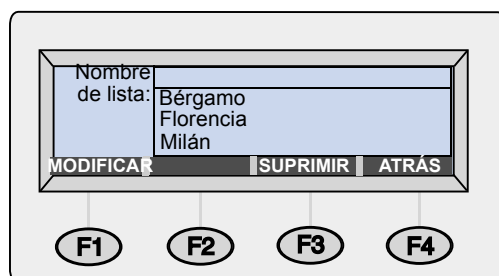 Nombre
de lista:
Bérgamo
Florencia
Milán
MODIFICAR SUPRIMIR ATRÁS
F1 F2 F3 F4